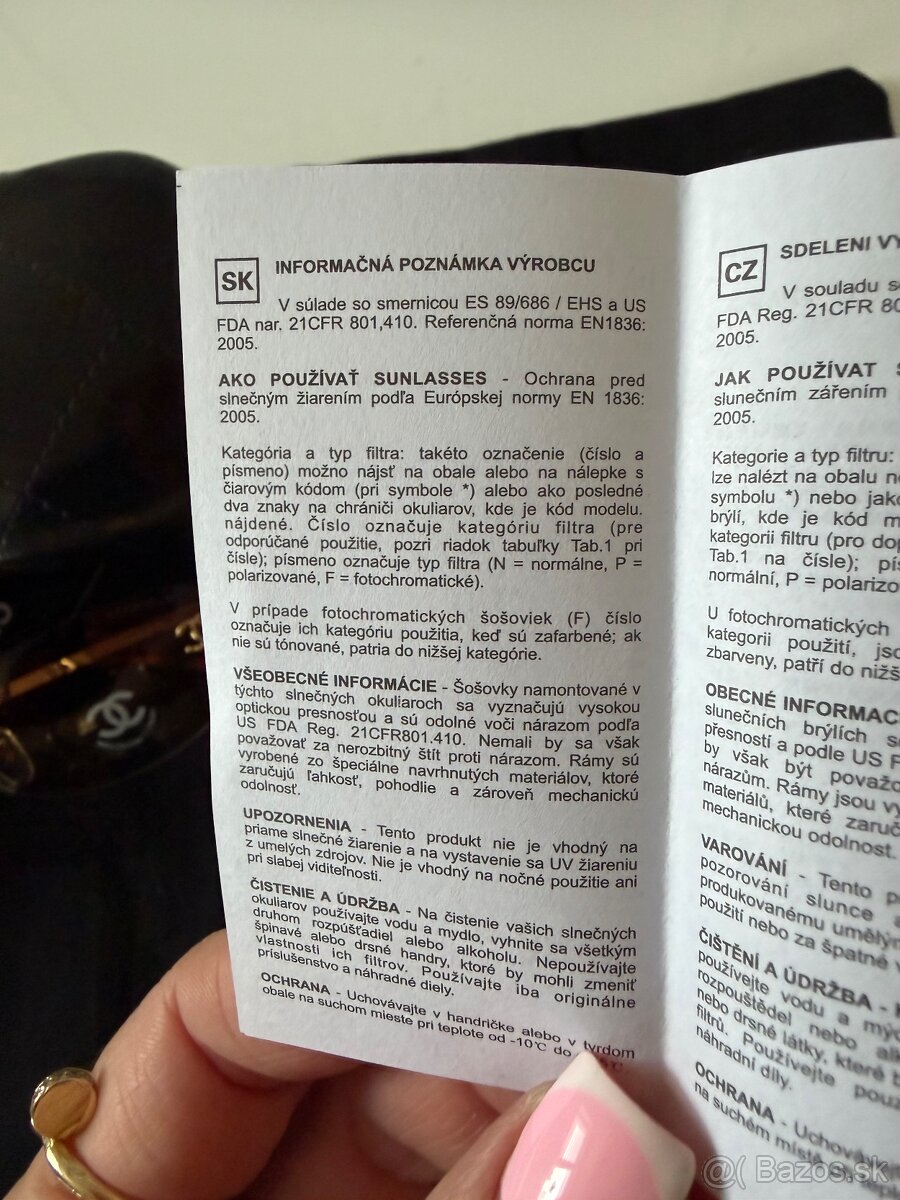 SK
INFORMAČNÁ POZNÁMKA VÝROBCU
V súlade so smernicou ES 89/686 / EHS a US
FDA nar. 21CFR 801,410. Referenčná norma EN1836:
2005.
AKO POUŽÍVAŤ SUNLASSES - Ochrana pred
slnečným žiarením podľa Európskej normy EN 1836:
2005.
Kategória a typ filtra: takéto označenie (číslo a
písmeno) možno nájsť na obale alebo na nálepke s
čiarovým kódom (pri symbole *) alebo ako posledné
dva znaky na chrániči okuliarov, kde je kód modelu.
nájdené. Číslo označuje kategóriu filtra (pre
odporúčané použitie, pozri riadok tabuľky Tab.1 pri
čísle); písmeno označuje typ filtra (N = normálne, P =
polarizované, F = fotochromatické).
V prípade fotochromatických šošoviek (F) číslo
označuje ich kategóriu použitia, keď sú zafarbené; ak
nie sú tónované, patria do nižšej kategórie.
VŠEOBECNÉ INFORMÁCIE - Šošovky namontované v
týchto slnečných okuliaroch sa vyznačujú vysokou
optickou presnosťou a sú odolné voči nárazom podľa
US FDA Reg. 21CFR801.410. Nemali by sa však
považovať za nerozbitný štít proti nárazom. Rámy sú
vyrobené zo špeciálne navrhnutých materiálov, ktoré
zaručujú ľahkosť, pohodlie a zároveň mechanickú
odolnosť.
UPOZORNENIA - Tento produkt nie je vhodný na
priame slnečné žiarenie a na vystavenie sa UV žiareniu
z umelých zdrojov. Nie je vhodný na nočné použitie ani
pri slabej viditeľnosti.
ČISTENIE A ÚDRŽBA - Na čistenie vašich slnečných
okuliarov používajte vodu a mydlo, vyhnite sa všetkým
druhom rozpúšťadiel alebo alkoholu. Nepoužívajte
špinavé alebo drsné handry, ktoré by mohli zmeniť
vlastnosti ich filtrov. Používajte iba originálne
príslušenstvo a náhradné diely.
OCHRANA - Uchovávajte v handričke alebo v tvrdom
obale na suchom mieste pri teplote od -10°C do
CZ
SDELENI
V souladu
FDA Reg. 21CFR
2005.
JAK POUŽÍVAT
slunečním zářením
2005.
Kategorie a typ filtru:
lze nalézt na obalu
symbolu *) nebo
brýlí, kde je kód
kategorii filtru (pro
Tab.1 na čísle);
normální, P =
U fotochromatických
kategorii použití,
zbarveny, patří do
OBECNÉ
slunečních brýlích
přesností a podle US
by však být
nárazům. Rámy jsou
materiálů, které
mechanickou odolnost.
VAROVÁNÍ - Tento
pozorování slunce
produkovanému
použití nebo za špatné
ČIŠTĚNÍ A ÚDRŽBA -
používejte vodu a
rozpouštědel nebo
nebo drsné látky, které
filtrů. Používejte
náhradní díly.
OCHRANA -
na suchém místě
Bazos.sk